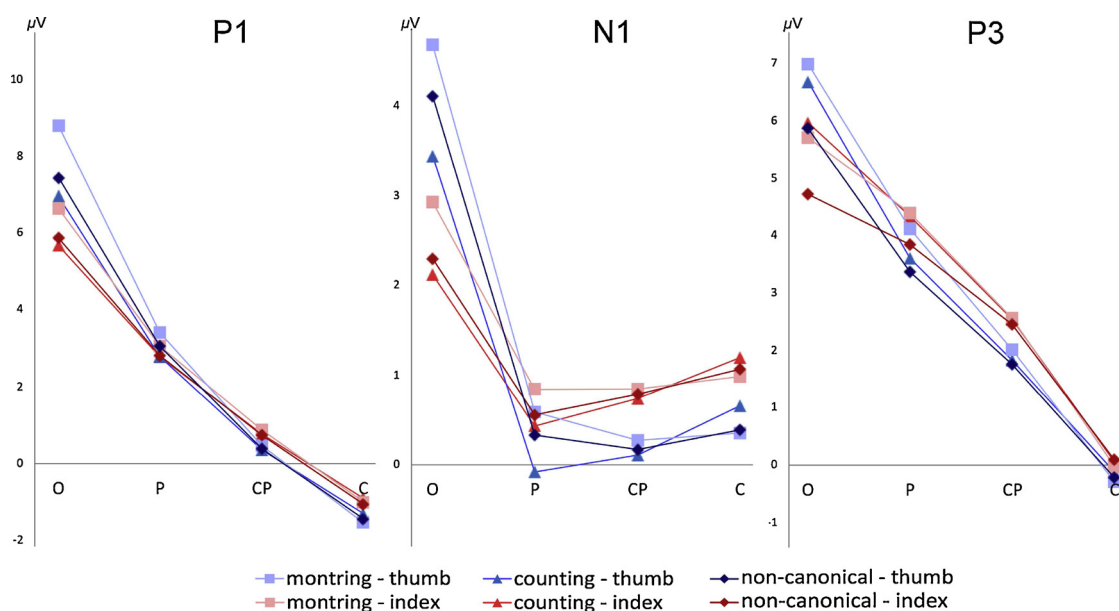 P1
N1
P3
µV
µV
µV
10
8
6
4
2
0
-2
O
P
CP
C
4
3
2
1
0
O
P
CP
C
7
6
5
4
3
2
1
0
-1
O
P
CP
C
montring - thumb
counting - thumb
non-canonical - thumb
montring - index
counting - index
non-canonical - index